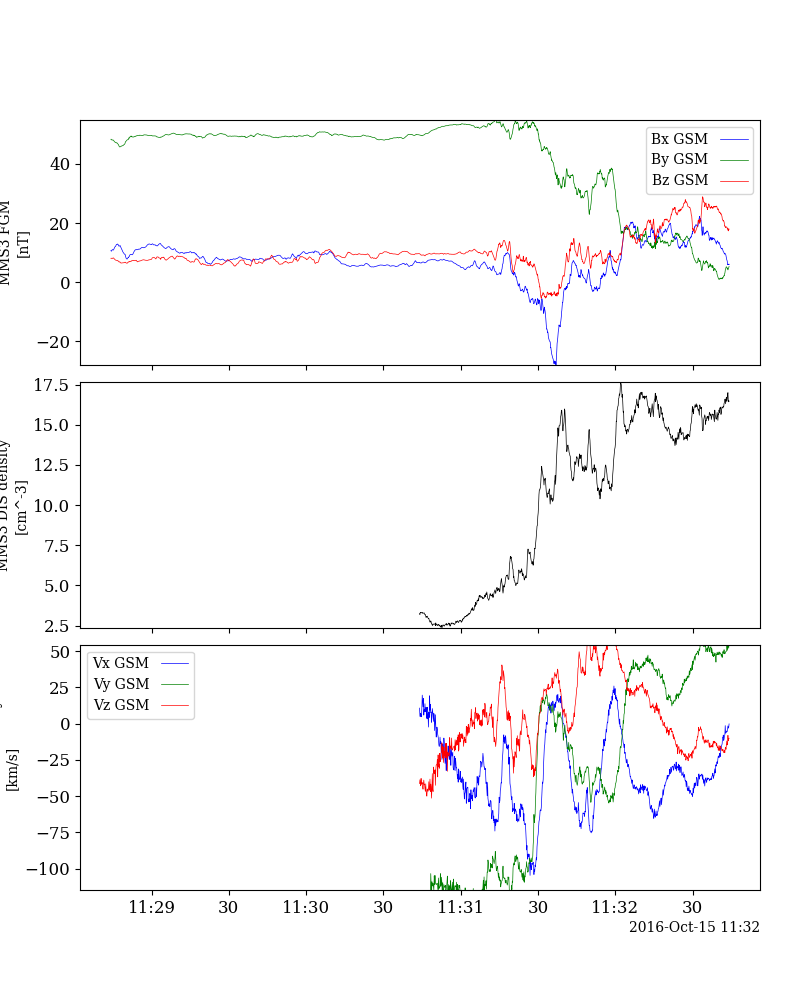 MMS3 FGM
[nT]
40
20
0
−20
Bx GSM
By GSM
Bz GSM
MMS3 DIS density
[cm^-3]
17.5
15.0
12.5
10.0
7.5
5.0
2.5
[km/s]
50
25
0
−25
−50
−75
−100
Vx GSM
Vy GSM
Vz GSM
11:29
30
11:30
30
11:31
30
11:32
30
2016-Oct-15 11:32